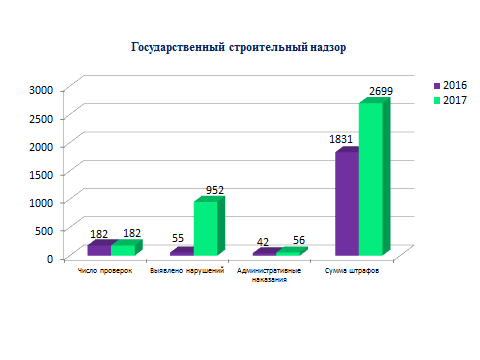 Государственный строительный надзор
3000
2500
2000
1500
1000
500
0
182
182
55
952
42
56
1831
2699
Число проверок
Выявлено нарушений
Административные
наказания
Сумма штрафов
2016
2017